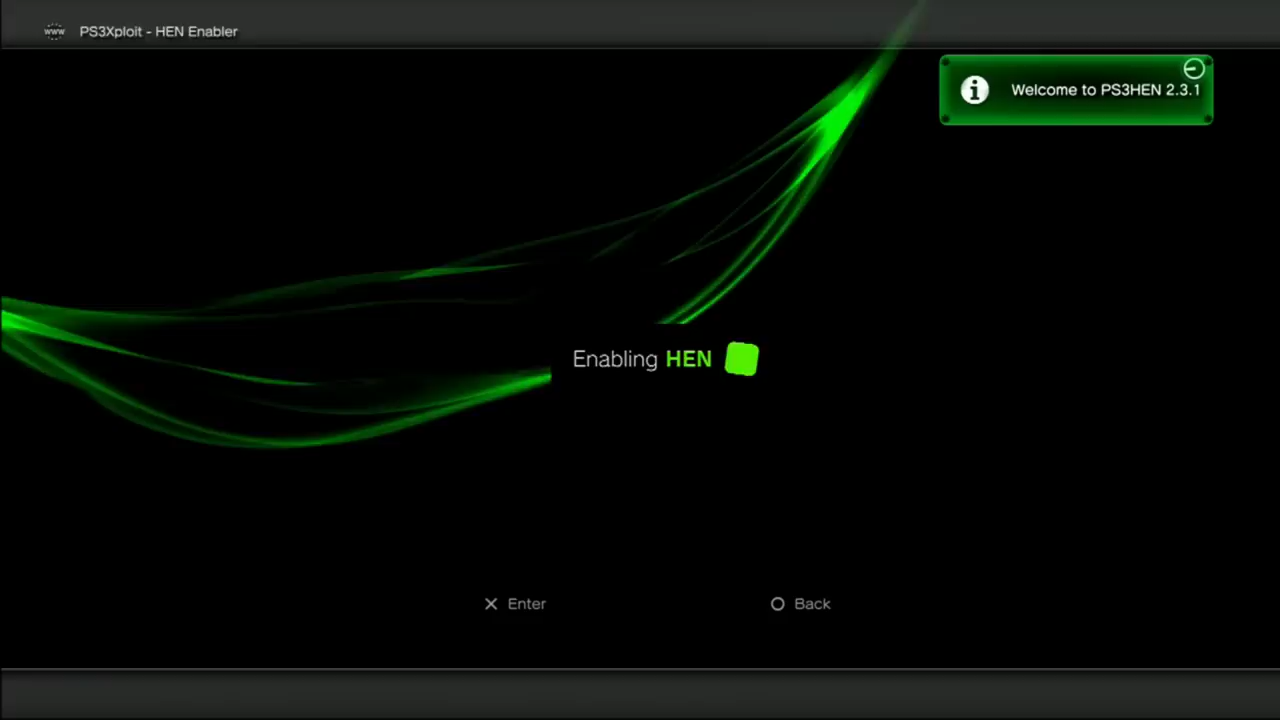 www PS3Xploit - HEN Enabler
Welcome to PS3HEN 2.3.1
Enabling HEN
Enter
Back